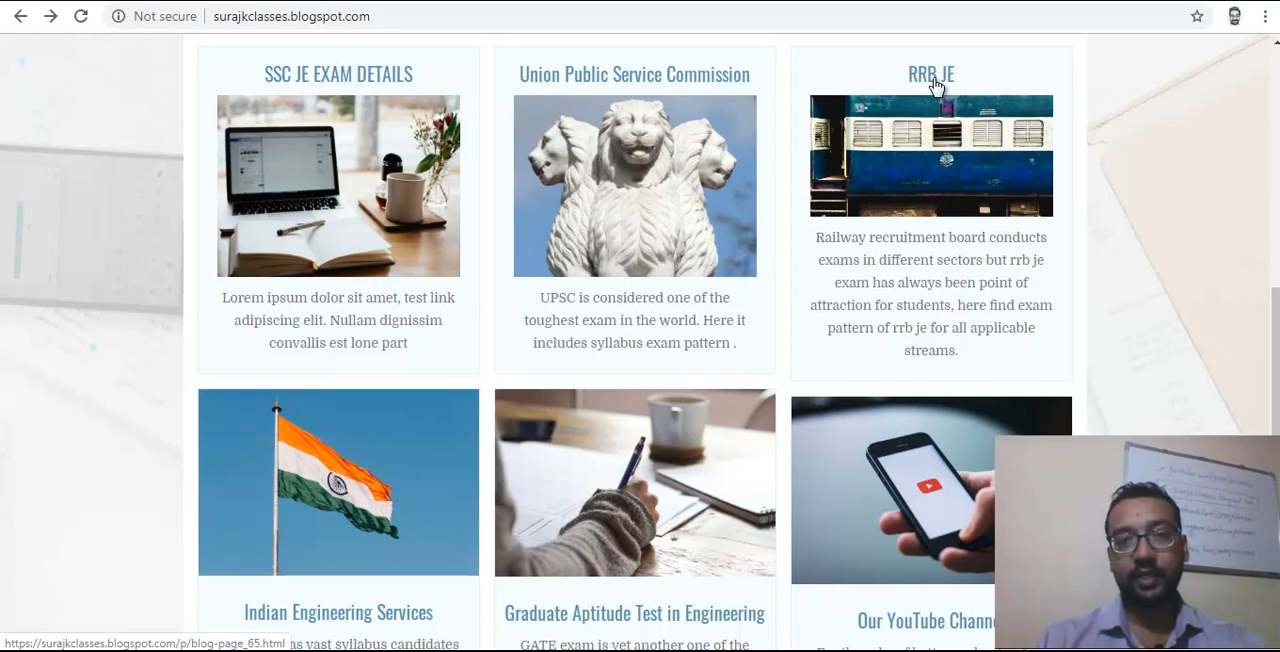 Not secure
surajkclasses.blogspot.com
SSC JE EXAM DETAILS
Union Public Service Commission
RRB JE
Lorem ipsum dolor sit amet, test link
adipiscing elit. Nullam dignissim
convallis est lone part
UPSC is considered one of the
toughest exam in the world. Here it
includes syllabus exam pattern .
Railway recruitment board conducts
exams in different sectors but rrb je
exam has always been point of
attraction for students, here find exam
pattern of rrb je for all applicable
streams.
Indian Engineering Services
Graduate Aptitude Test in Engineering
Our YouTube Chann
https://surajkclasses.blogspot.com/p/blog-page_65.html
as vast syllabus candidates
GATE exam is yet another one of the